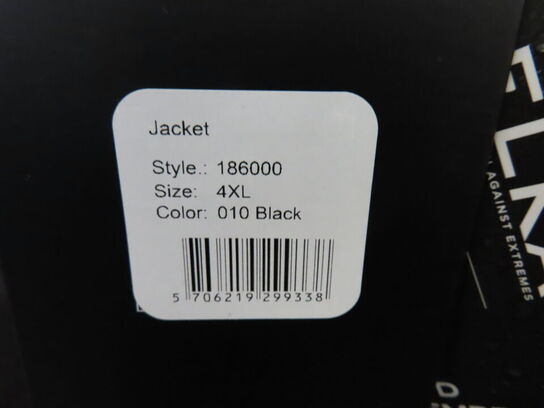 Jacket
Style.: 186000
Size: 4XL
Color: 010 Black
5 706219 299338
AGAINST EXTREMES